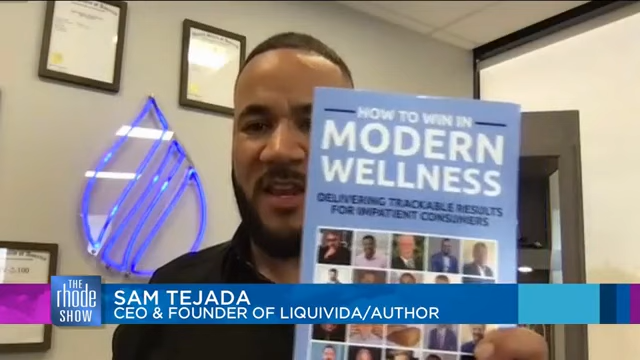 HOW TO WIN IN
MODERN
WELLNESS
DELIVERING TRACKABLE RESULTS
FOR IMPATIENT CONSUMERS
THE
rhode
SHOW
SAM TEJADA
CEO & FOUNDER OF LIQUIVIDA/AUTHOR